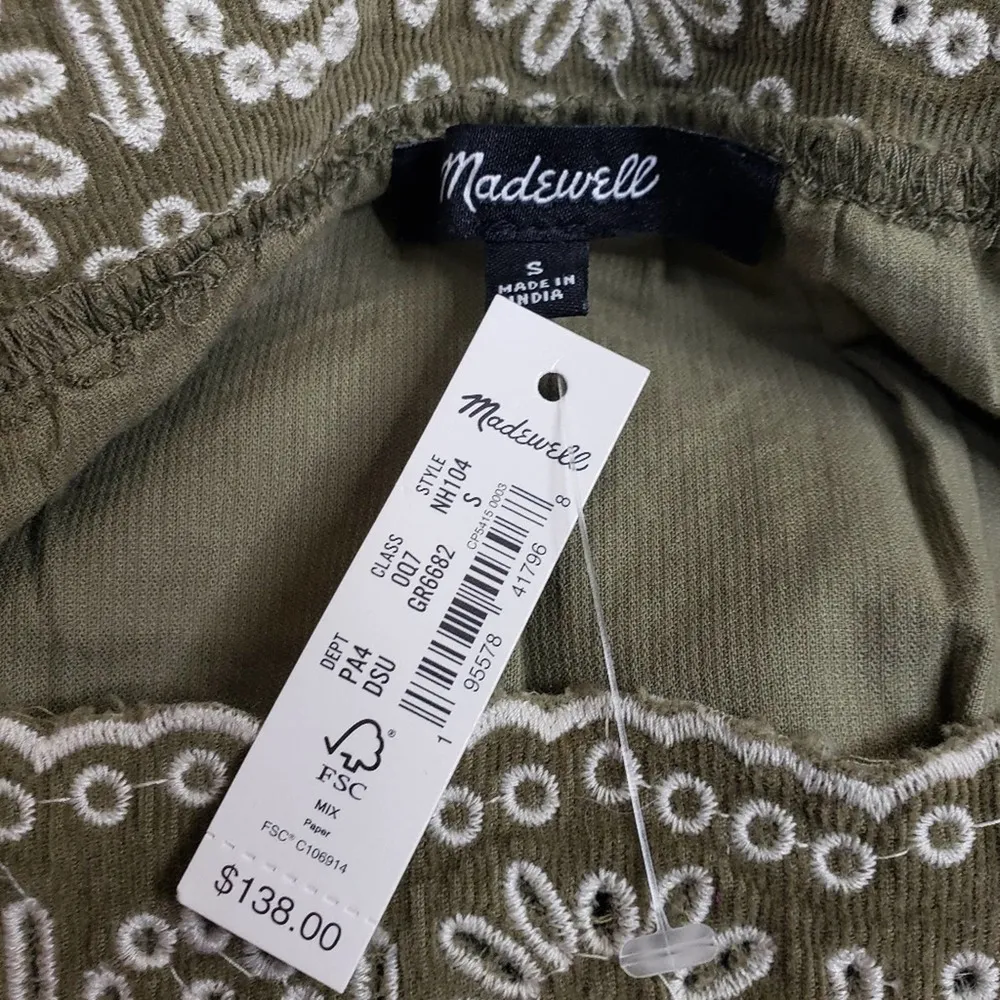 Madewell
S
MADE IN
INDIA
Madewell
STYLE
NH104
S
CLASS
0Q7
GR6682
DEPT
PA4
DSU
CP5415 0003
1 95578 41796 8
FSC®
MIX
Paper
FSC® C106914
$138.00